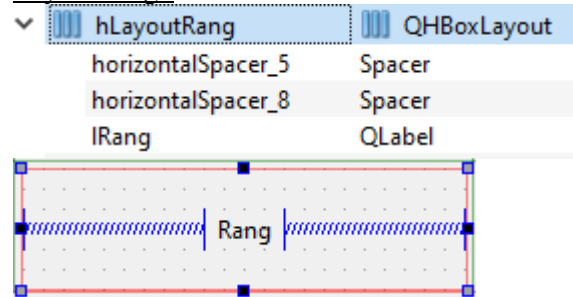 hLayoutRang QHBoxLayout
horizontalSpacer_5 Spacer
horizontalSpacer_8 Spacer
lRang QLabel
Rang